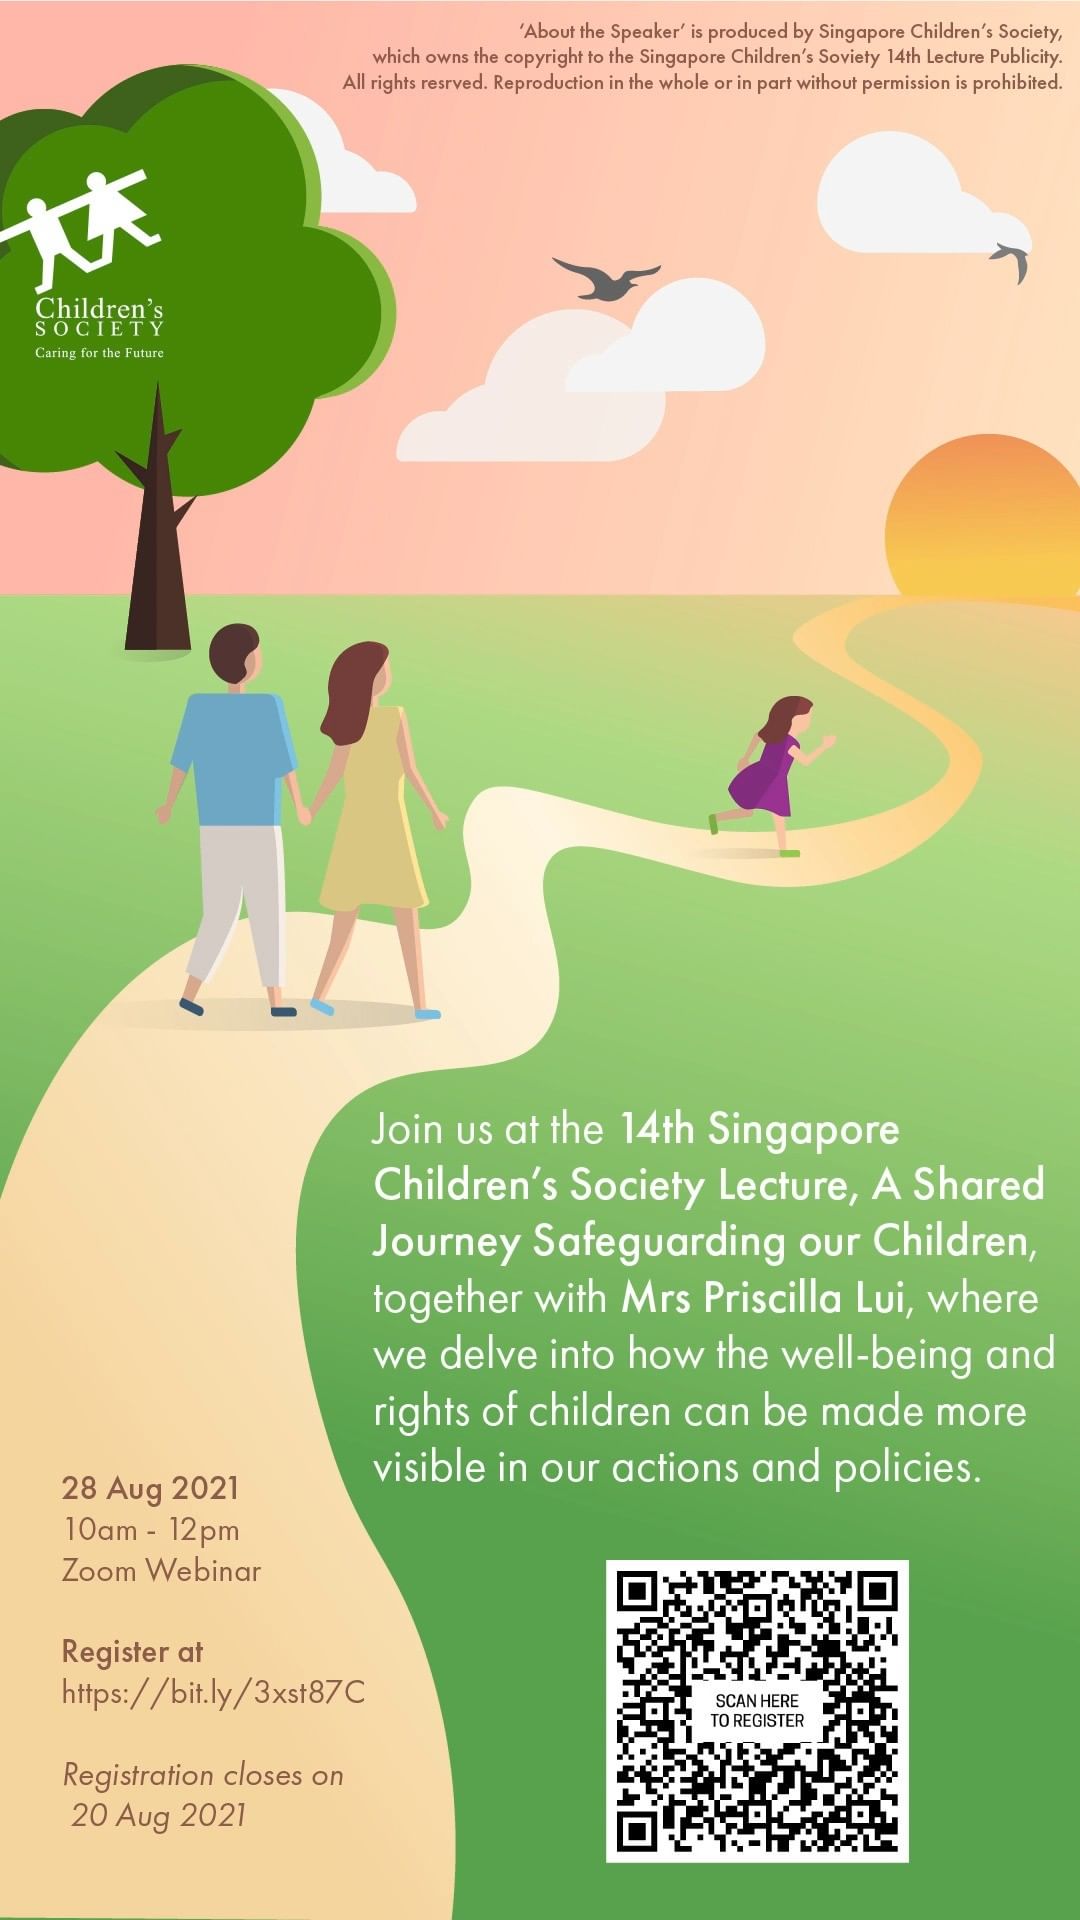 ‘About the Speaker’ is produced by Singapore Children’s Society,
which owns the copyright to the Singapore Children’s Soviety 14th Lecture Publicity.
All rights resrved. Reproduction in the whole or in part without permission is prohibited.
Children’s
SOCIETY
Caring for the Future
Join us at the 14th Singapore
Children’s Society Lecture, A Shared
Journey Safeguarding our Children,
together with Mrs Priscilla Lui, where
we delve into how the well-being and
rights of children can be made more
visible in our actions and policies.
28 Aug 2021
10am - 12pm
Zoom Webinar
Register at
https://bit.ly/3xst87C
Registration closes on
20 Aug 2021
SCAN HERE
TO REGISTER